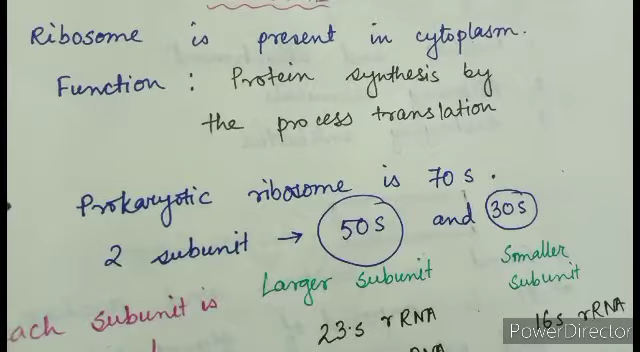 Ribosome is present in cytoplasm.
Function : Protein synthesis by
the process translation
Prokaryotic ribosome is 70 s.
2 subunit → 50s and 30s
Larger subunit
Smaller
subunit
ach subunit is
23.s rRNA
16s rRNA
PowerDirector